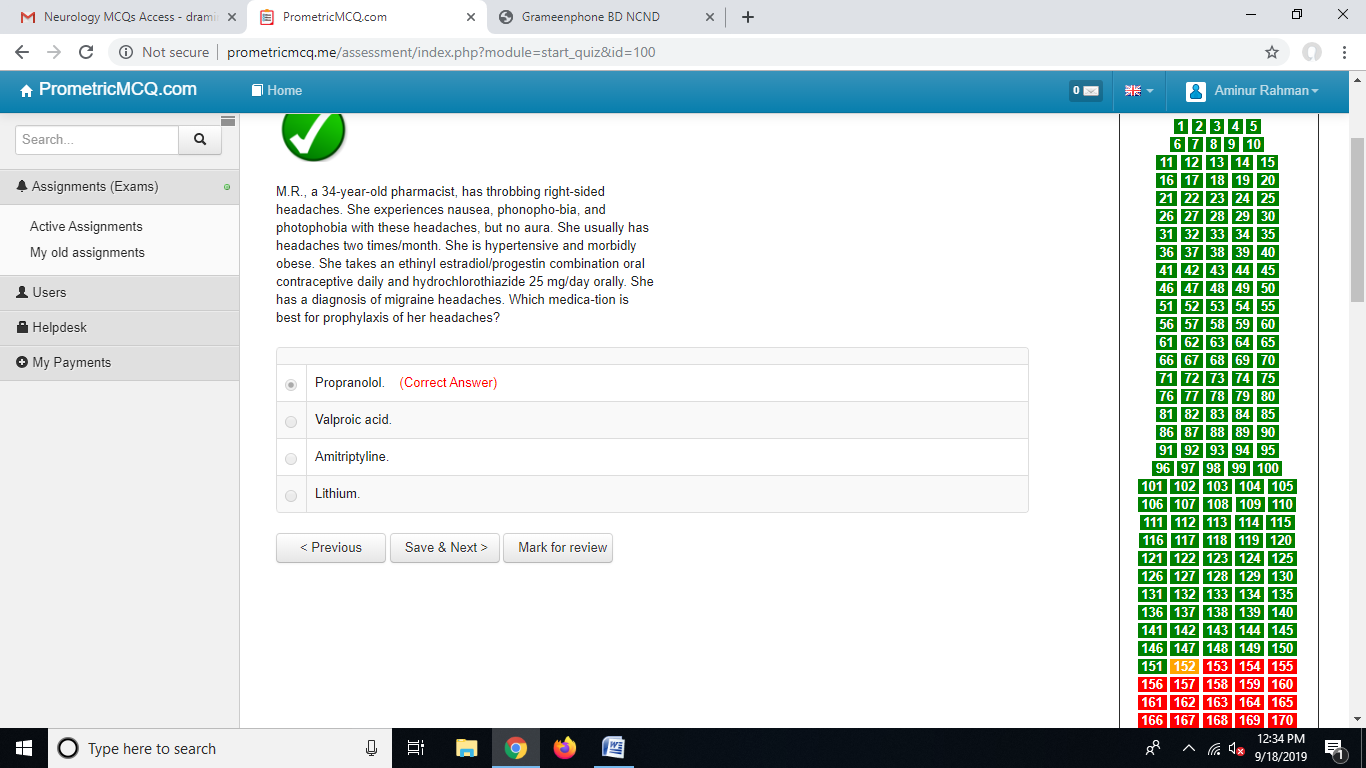 Neurology MCQs Access - drami
PrometricMCQ.com
Grameenphone BD NCND
Not secure
prometricmcq.me/assessment/index.php?module=start_quiz&id=100
PrometricMCQ.com
Home
0
Aminur Rahman
Search...
Assignments (Exams)
Active Assignments
My old assignments
Users
Helpdesk
My Payments
M.R., a 34-year-old pharmacist, has throbbing right-sided
headaches. She experiences nausea, phonopho-bia, and
photophobia with these headaches, but no aura. She usually has
headaches two times/month. She is hypertensive and morbidly
obese. She takes an ethinyl estradiol/progestin combination oral
contraceptive daily and hydrochlorothiazide 25 mg/day orally. She
has a diagnosis of migraine headaches. Which medica-tion is
best for prophylaxis of her headaches?
Propranolol. (Correct Answer)
Valproic acid.
Amitriptyline.
Lithium.
< Previous
Save & Next >
Mark for review
1 2 3 4 5
6 7 8 9 10
11 12 13 14 15
16 17 18 19 20
21 22 23 24 25
26 27 28 29 30
31 32 33 34 35
36 37 38 39 40
41 42 43 44 45
46 47 48 49 50
51 52 53 54 55
56 57 58 59 60
61 62 63 64 65
66 67 68 69 70
71 72 73 74 75
76 77 78 79 80
81 82 83 84 85
86 87 88 89 90
91 92 93 94 95
96 97 98 99 100
101 102 103 104 105
106 107 108 109 110
111 112 113 114 115
116 117 118 119 120
121 122 123 124 125
126 127 128 129 130
131 132 133 134 135
136 137 138 139 140
141 142 143 144 145
146 147 148 149 150
151 152 153 154 155
156 157 158 159 160
161 162 163 164 165
166 167 168 169 170
Type here to search
12:34 PM
9/18/2019
1